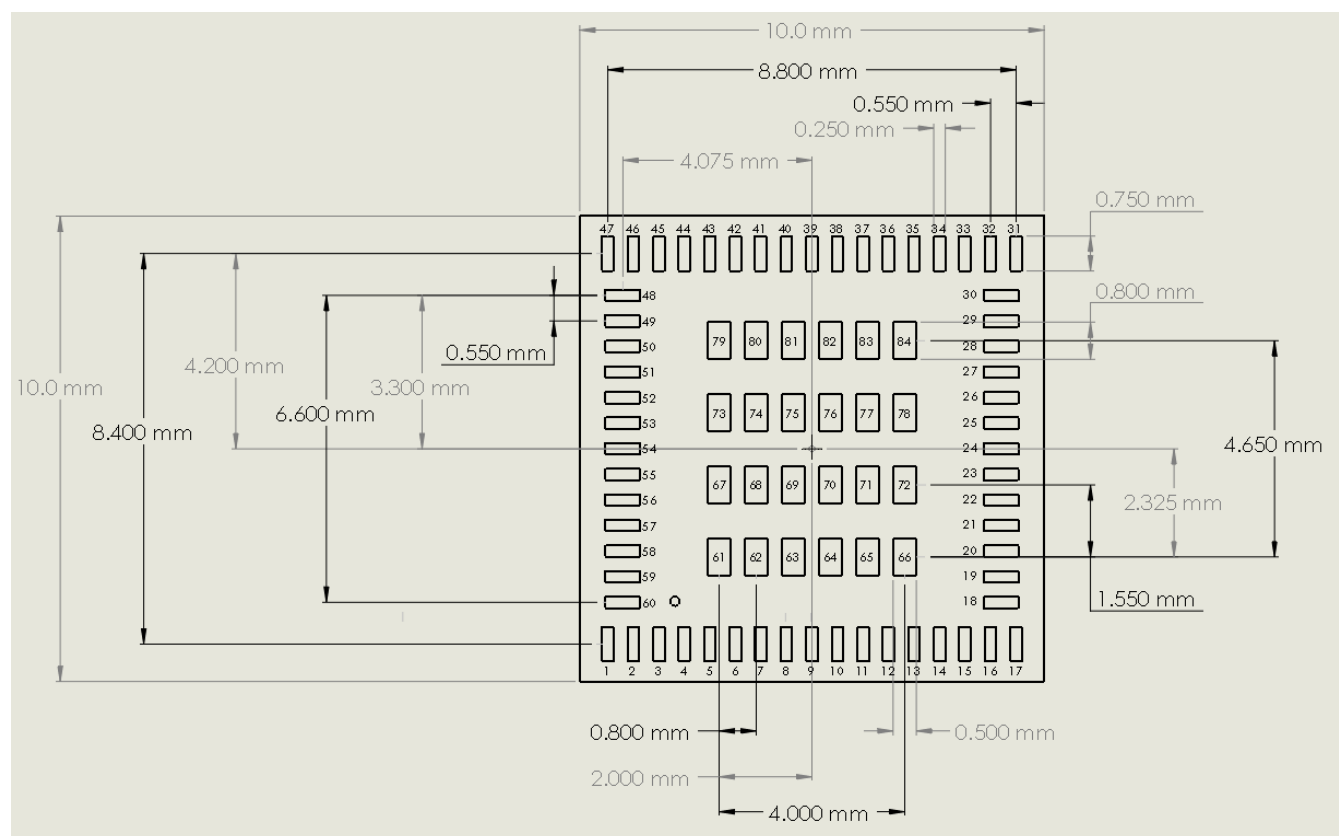 10.0 mm
8.800 mm
0.550 mm
0.250 mm
4.075 mm
0.750 mm
47 46 45 44 43 42 41 40 39 38 37 36 35 34 33 32 31
48 30
0.800 mm
49 29
79 80 81 82 83 84
0.550 mm
50 28
4.200 mm
51 27
10.0 mm
3.300 mm
52 26
6.600 mm
73 74 75 76 77 78
53 25
8.400 mm
54 24
4.650 mm
55 23
67 68 69 70 71 72
56 22
2.325 mm
57 21
58 20
61 62 63 64 65 66
59 19
60 18
1.550 mm
1 2 3 4 5 6 7 8 9 10 11 12 13 14 15 16 17
0.800 mm
0.500 mm
2.000 mm
4.000 mm